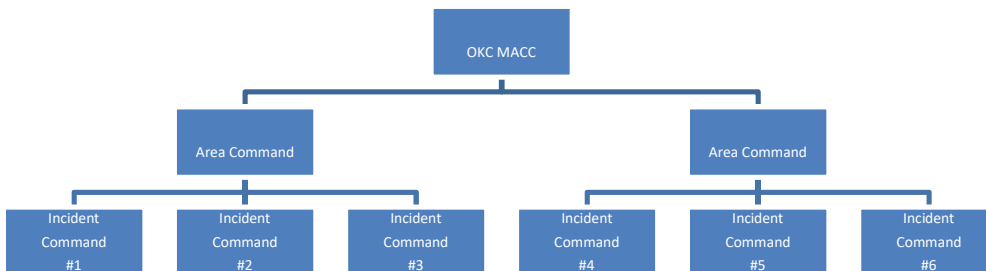 OKC MACC
Area Command
Area Command
Incident
Command
#1
Incident
Command
#2
Incident
Command
#3
Incident
Command
#4
Incident
Command
#5
Incident
Command
#6